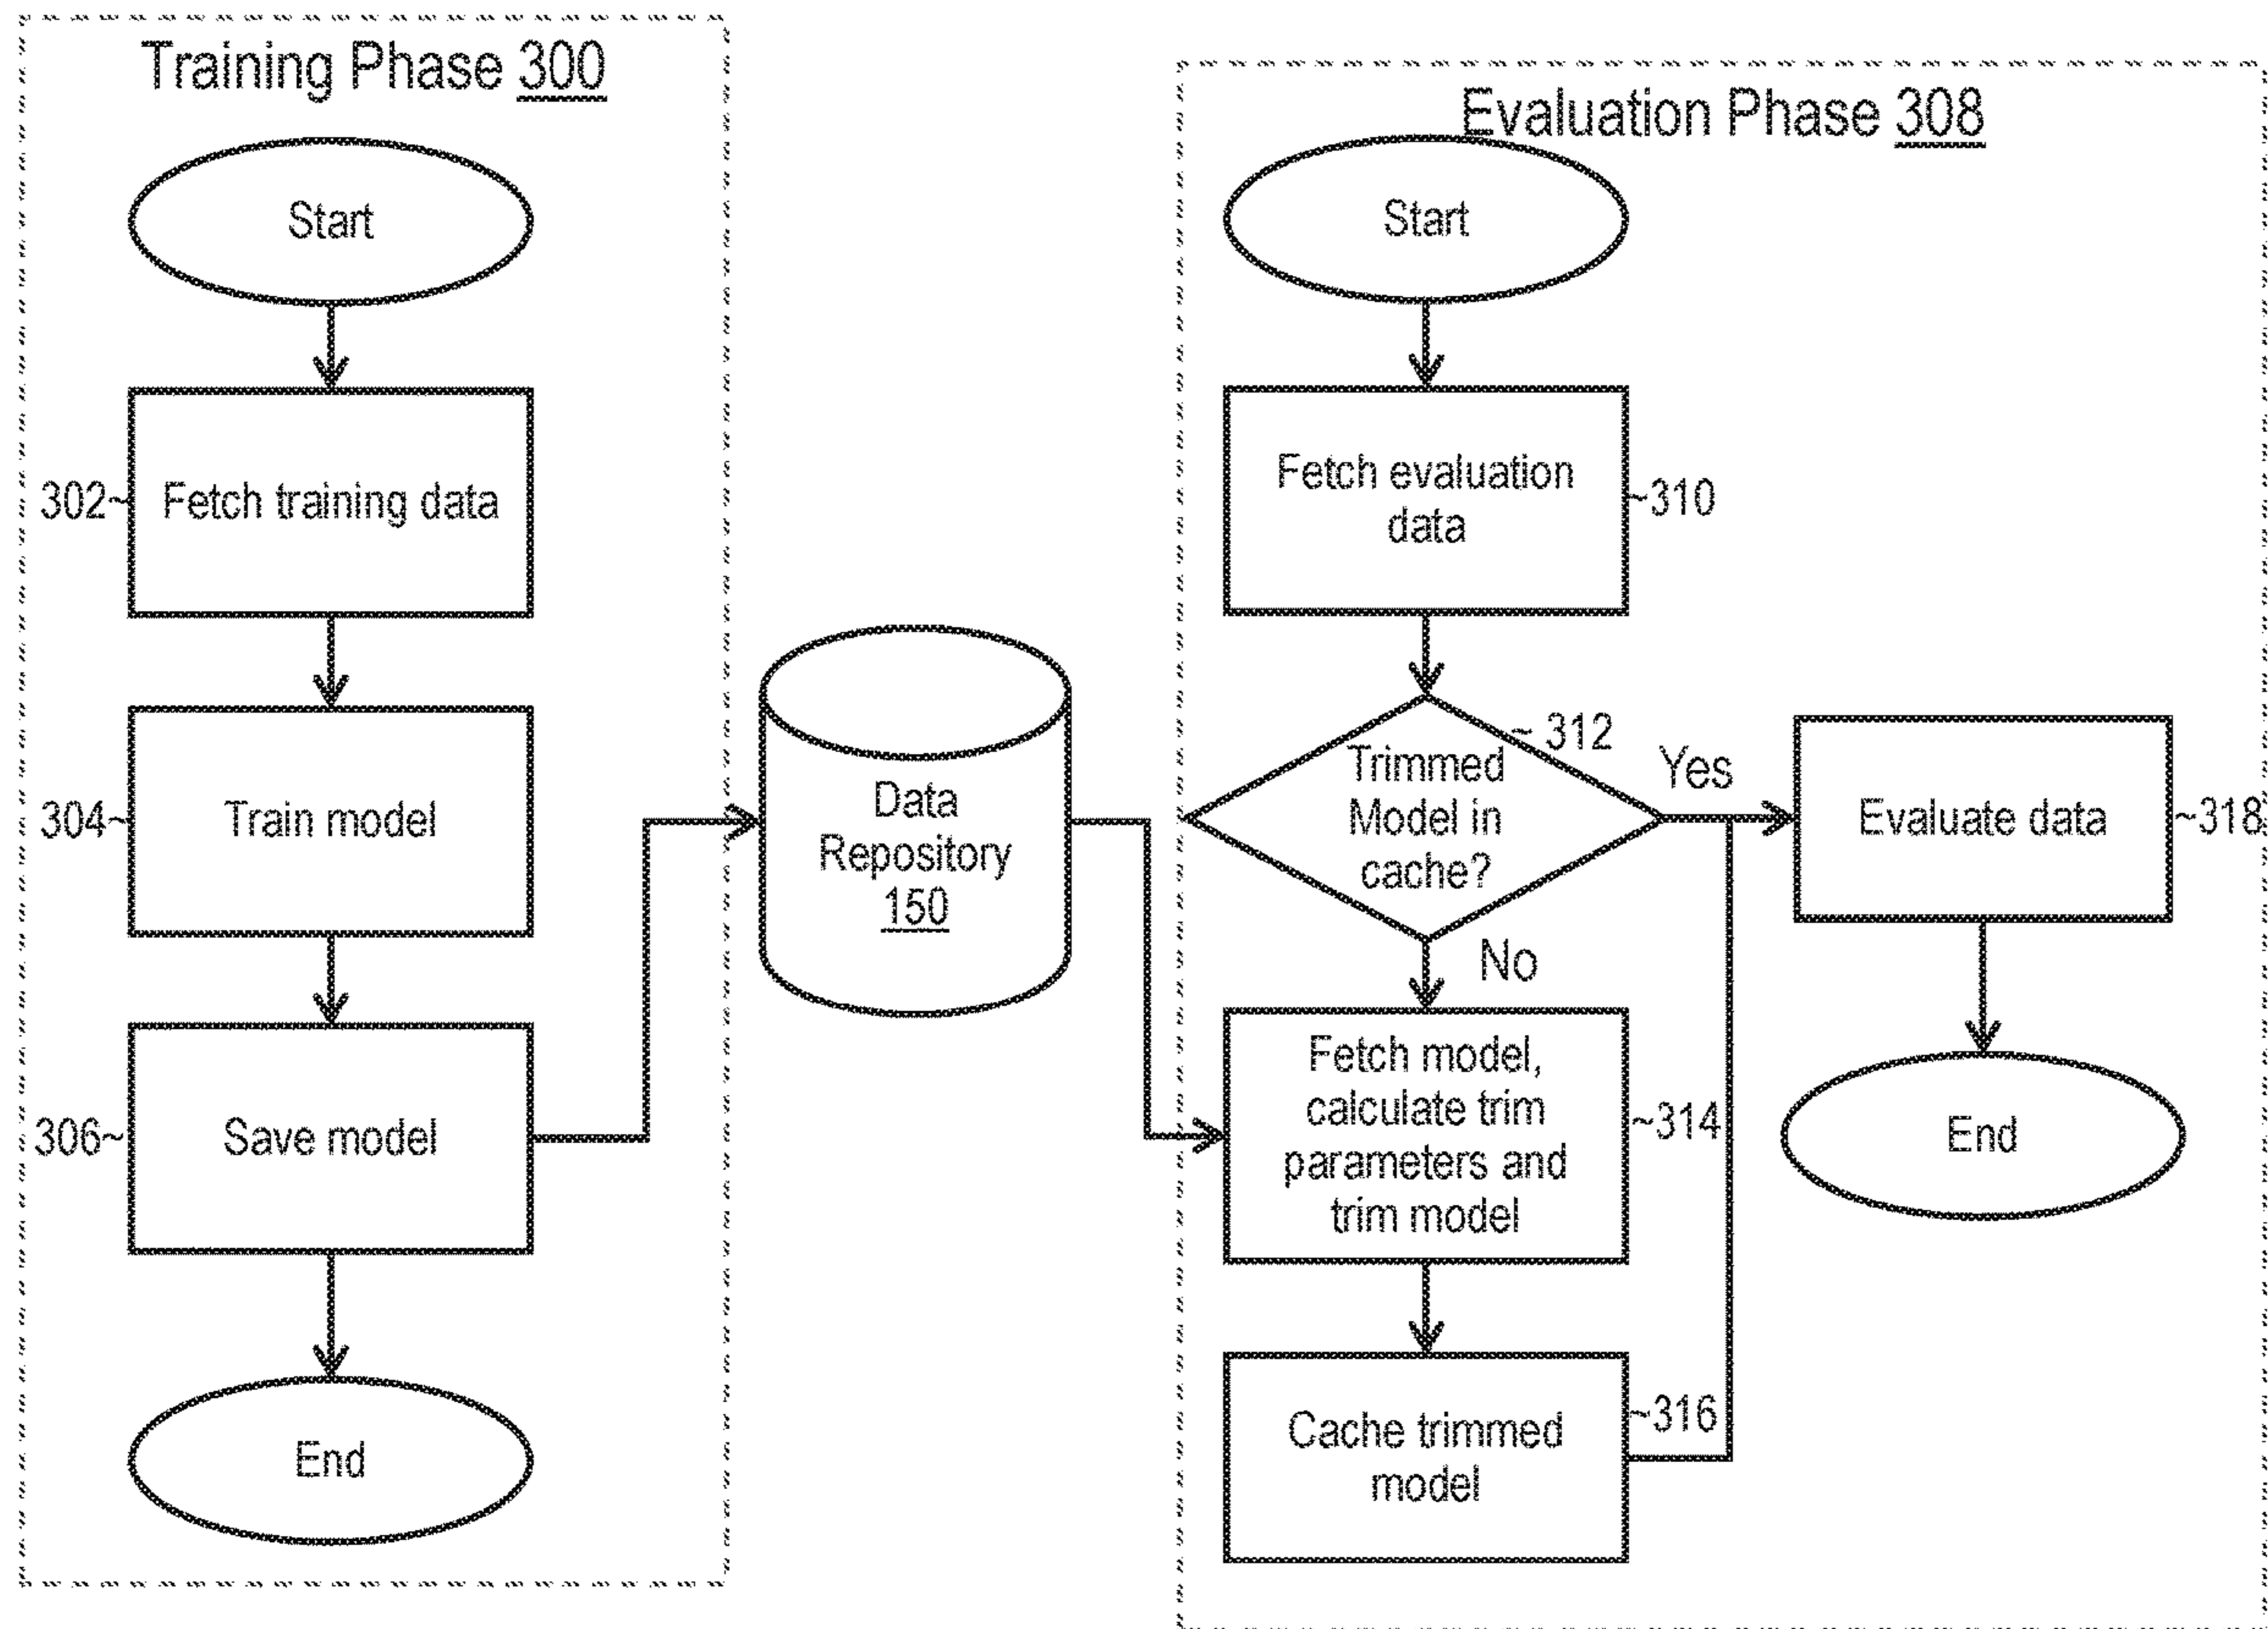 Training Phase 300
Start
302~
Fetch training data
304~
Train model
306~
Save model
End
Data
Repository
150
Evaluation Phase 308
Start
Fetch evaluation
data
~310
~ 312
Trimmed
Model in
cache?
Yes
No
Evaluate data
~318
End
Fetch model,
calculate trim
parameters and
trim model
~314
Cache trimmed
model
~316